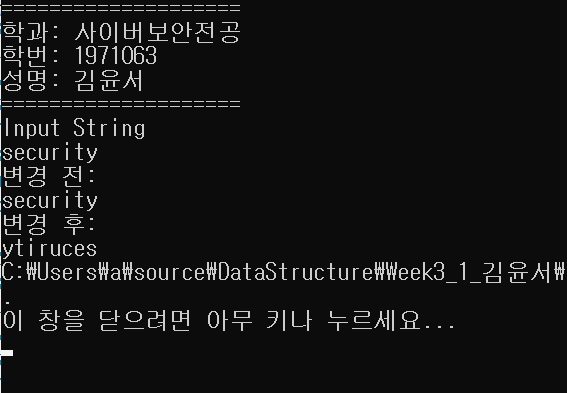 ====================
학과: 사이버보안전공
학번: 1971063
성명: 김윤서
====================
Input String
security
변경 전:
security
변경 후:
ytiruces
C:₩Users₩a₩source₩DataStructure₩Week3_1_김윤서₩
.
이 창을 닫으려면 아무 키나 누르세요...